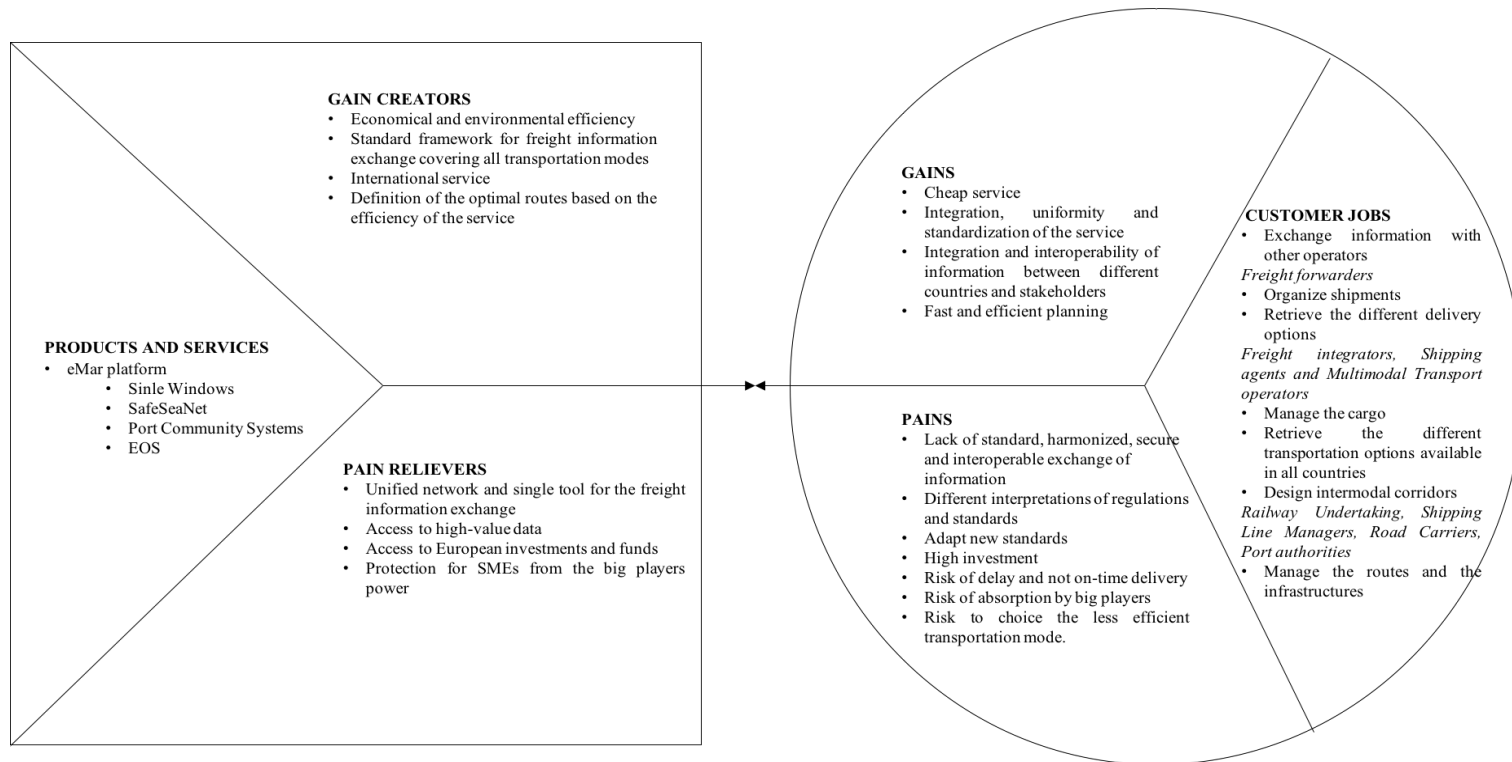 GAIN CREATORS
• Economical and environmental efficiency
• Standard framework for freight information
exchange covering all transportation modes
• International service
• Definition of the optimal routes based on the
efficiency of the service
PRODUCTS AND SERVICES
• eMar platform
• Sinle Windows
• SafeSeaNet
• Port Community Systems
• EOS
PAIN RELIEVERS
• Unified network and single tool for the freight
information exchange
• Access to high-value data
• Access to European investments and funds
• Protection for SMEs from the big players
power
GAINS
• Cheap service
• Integration, uniformity and
standardization of the service
• Integration and interoperability of
information between different
countries and stakeholders
• Fast and efficient planning
PAINS
• Lack of standard, harmonized, secure
and interoperable exchange of
information
• Different interpretations of regulations
and standards
• Adapt new standards
• High investment
• Risk of delay and not on-time delivery
• Risk of absorption by big players
• Risk to choice the less efficient
transportation mode.
CUSTOMER JOBS
• Exchange information with
other operators
Freight forwarders
• Organize shipments
• Retrieve the different delivery
options
Freight integrators, Shipping
agents and Multimodal Transport
operators
• Manage the cargo
• Retrieve the different
transportation options available
in all countries
• Design intermodal corridors
Railway Undertaking, Shipping
Line Managers, Road Carriers,
Port authorities
• Manage the routes and the
infrastructures